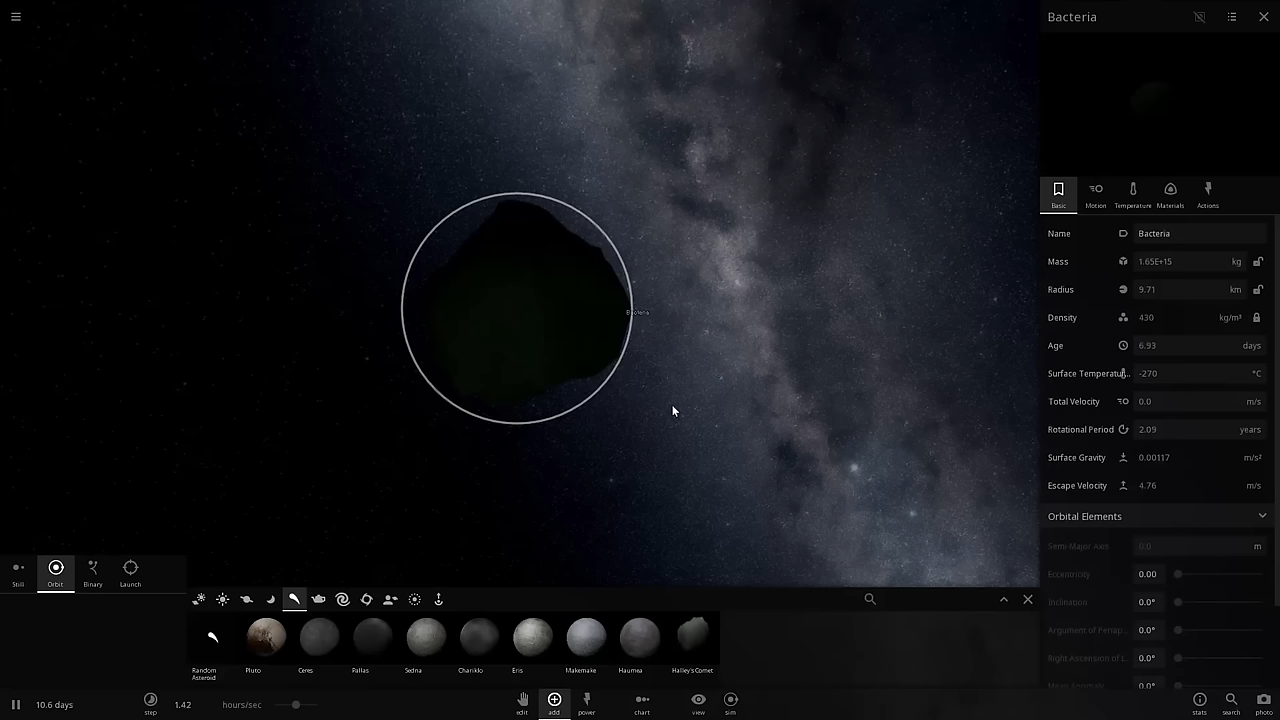 Bacteria
Basic
Motion
Temperature
Materials
Actions
Name Bacteria
Mass 1.65E+15 kg
Radius 9.71 km
Density 430 kg/m³
Age 6.93 days
Surface Temperatur... -270 °C
Total Velocity 0.0 m/s
Rotational Period 2.09 years
Surface Gravity 0.00117 m/s²
Escape Velocity 4.76 m/s
Orbital Elements
Semi-Major Axis 0.0 m
Eccentricity 0.00
Inclination 0.0°
Argument of Periap... 0.0°
Right Ascension of t... 0.0°
Mean Anomaly 0.0°
Bacteria
Still
Orbit
Binary
Launch
Random Asteroid
Pluto
Ceres
Pallas
Sedna
Chariklo
Eris
Makemake
Haumea
Halley's Comet
10.6 days
step
1.42 hours/sec
edit
add
power
chart
view
sim
stats
search
photo